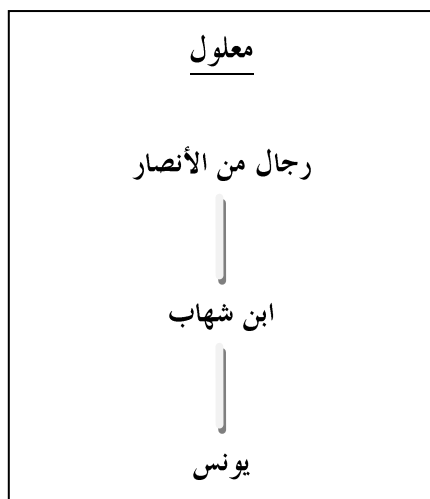 معلول
رجال من الأنصار
ابن شهاب
يونس